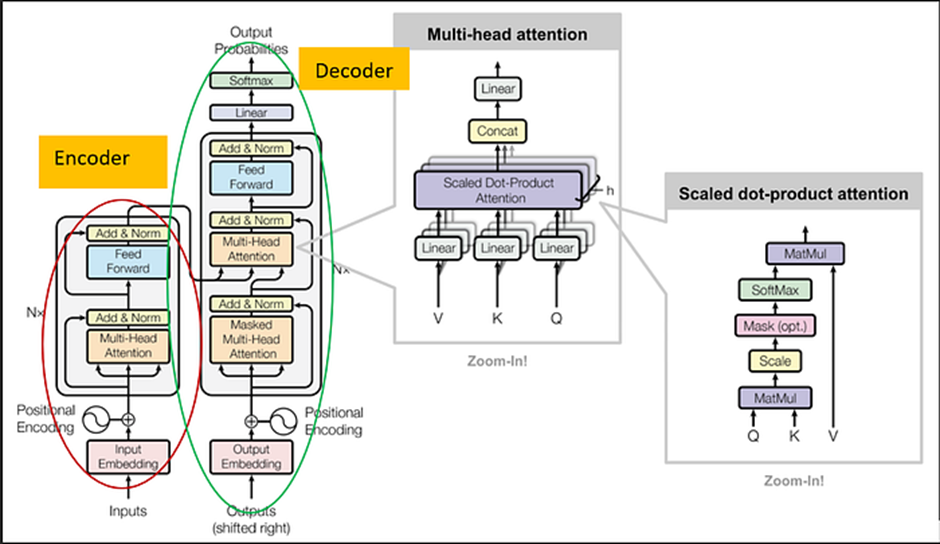 Encoder
Add & Norm
Feed
Forward
Nx
Add & Norm
Multi-Head
Attention
Positional
Encoding
Input
Embedding
Inputs
Output
Probabilities
Decoder
Softmax
Linear
Add & Norm
Feed
Forward
Add & Norm
Multi-Head
Attention
Nx
Add & Norm
Masked
Multi-Head
Attention
Positional
Encoding
Output
Embedding
Outputs
(shifted right)
Multi-head attention
Linear
Concat
Scaled Dot-Product
Attention
h
Linear
Linear
Linear
V
K
Q
Zoom-In!
Scaled dot-product attention
MatMul
SoftMax
Mask (opt.)
Scale
MatMul
Q
K
V
Zoom-In!